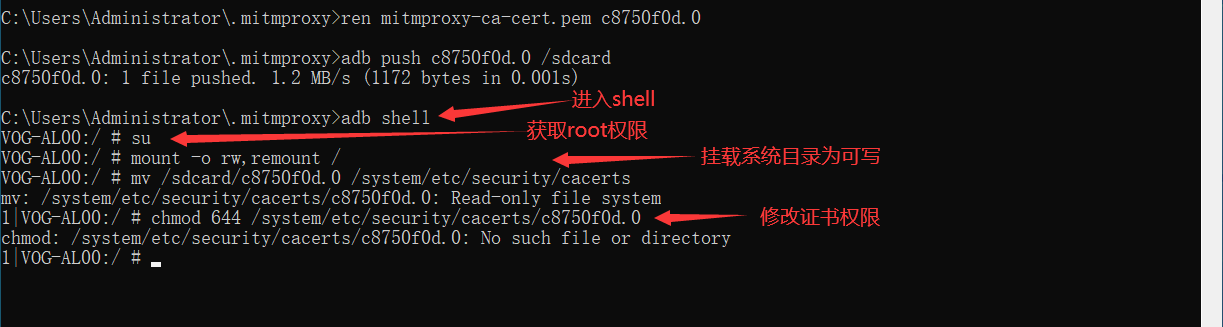 C:\Users\Administrator\.mitmproxy>ren mitmproxy-ca-cert.pem c8750f0d.0
C:\Users\Administrator\.mitmproxy>adb push c8750f0d.0 /sdcard
c8750f0d.0: 1 file pushed. 1.2 MB/s (1172 bytes in 0.001s)
C:\Users\Administrator\.mitmproxy>adb shell 进入shell
VOG-AL00:/ # su 获取root权限
VOG-AL00:/ # mount -o rw,remount / 挂载系统目录为可写
VOG-AL00:/ # mv /sdcard/c8750f0d.0 /system/etc/security/cacerts
mv: /system/etc/security/cacerts/c8750f0d.0: Read-only file system
1|VOG-AL00:/ # chmod 644 /system/etc/security/cacerts/c8750f0d.0 修改证书权限
chmod: /system/etc/security/cacerts/c8750f0d.0: No such file or directory
1|VOG-AL00:/ #